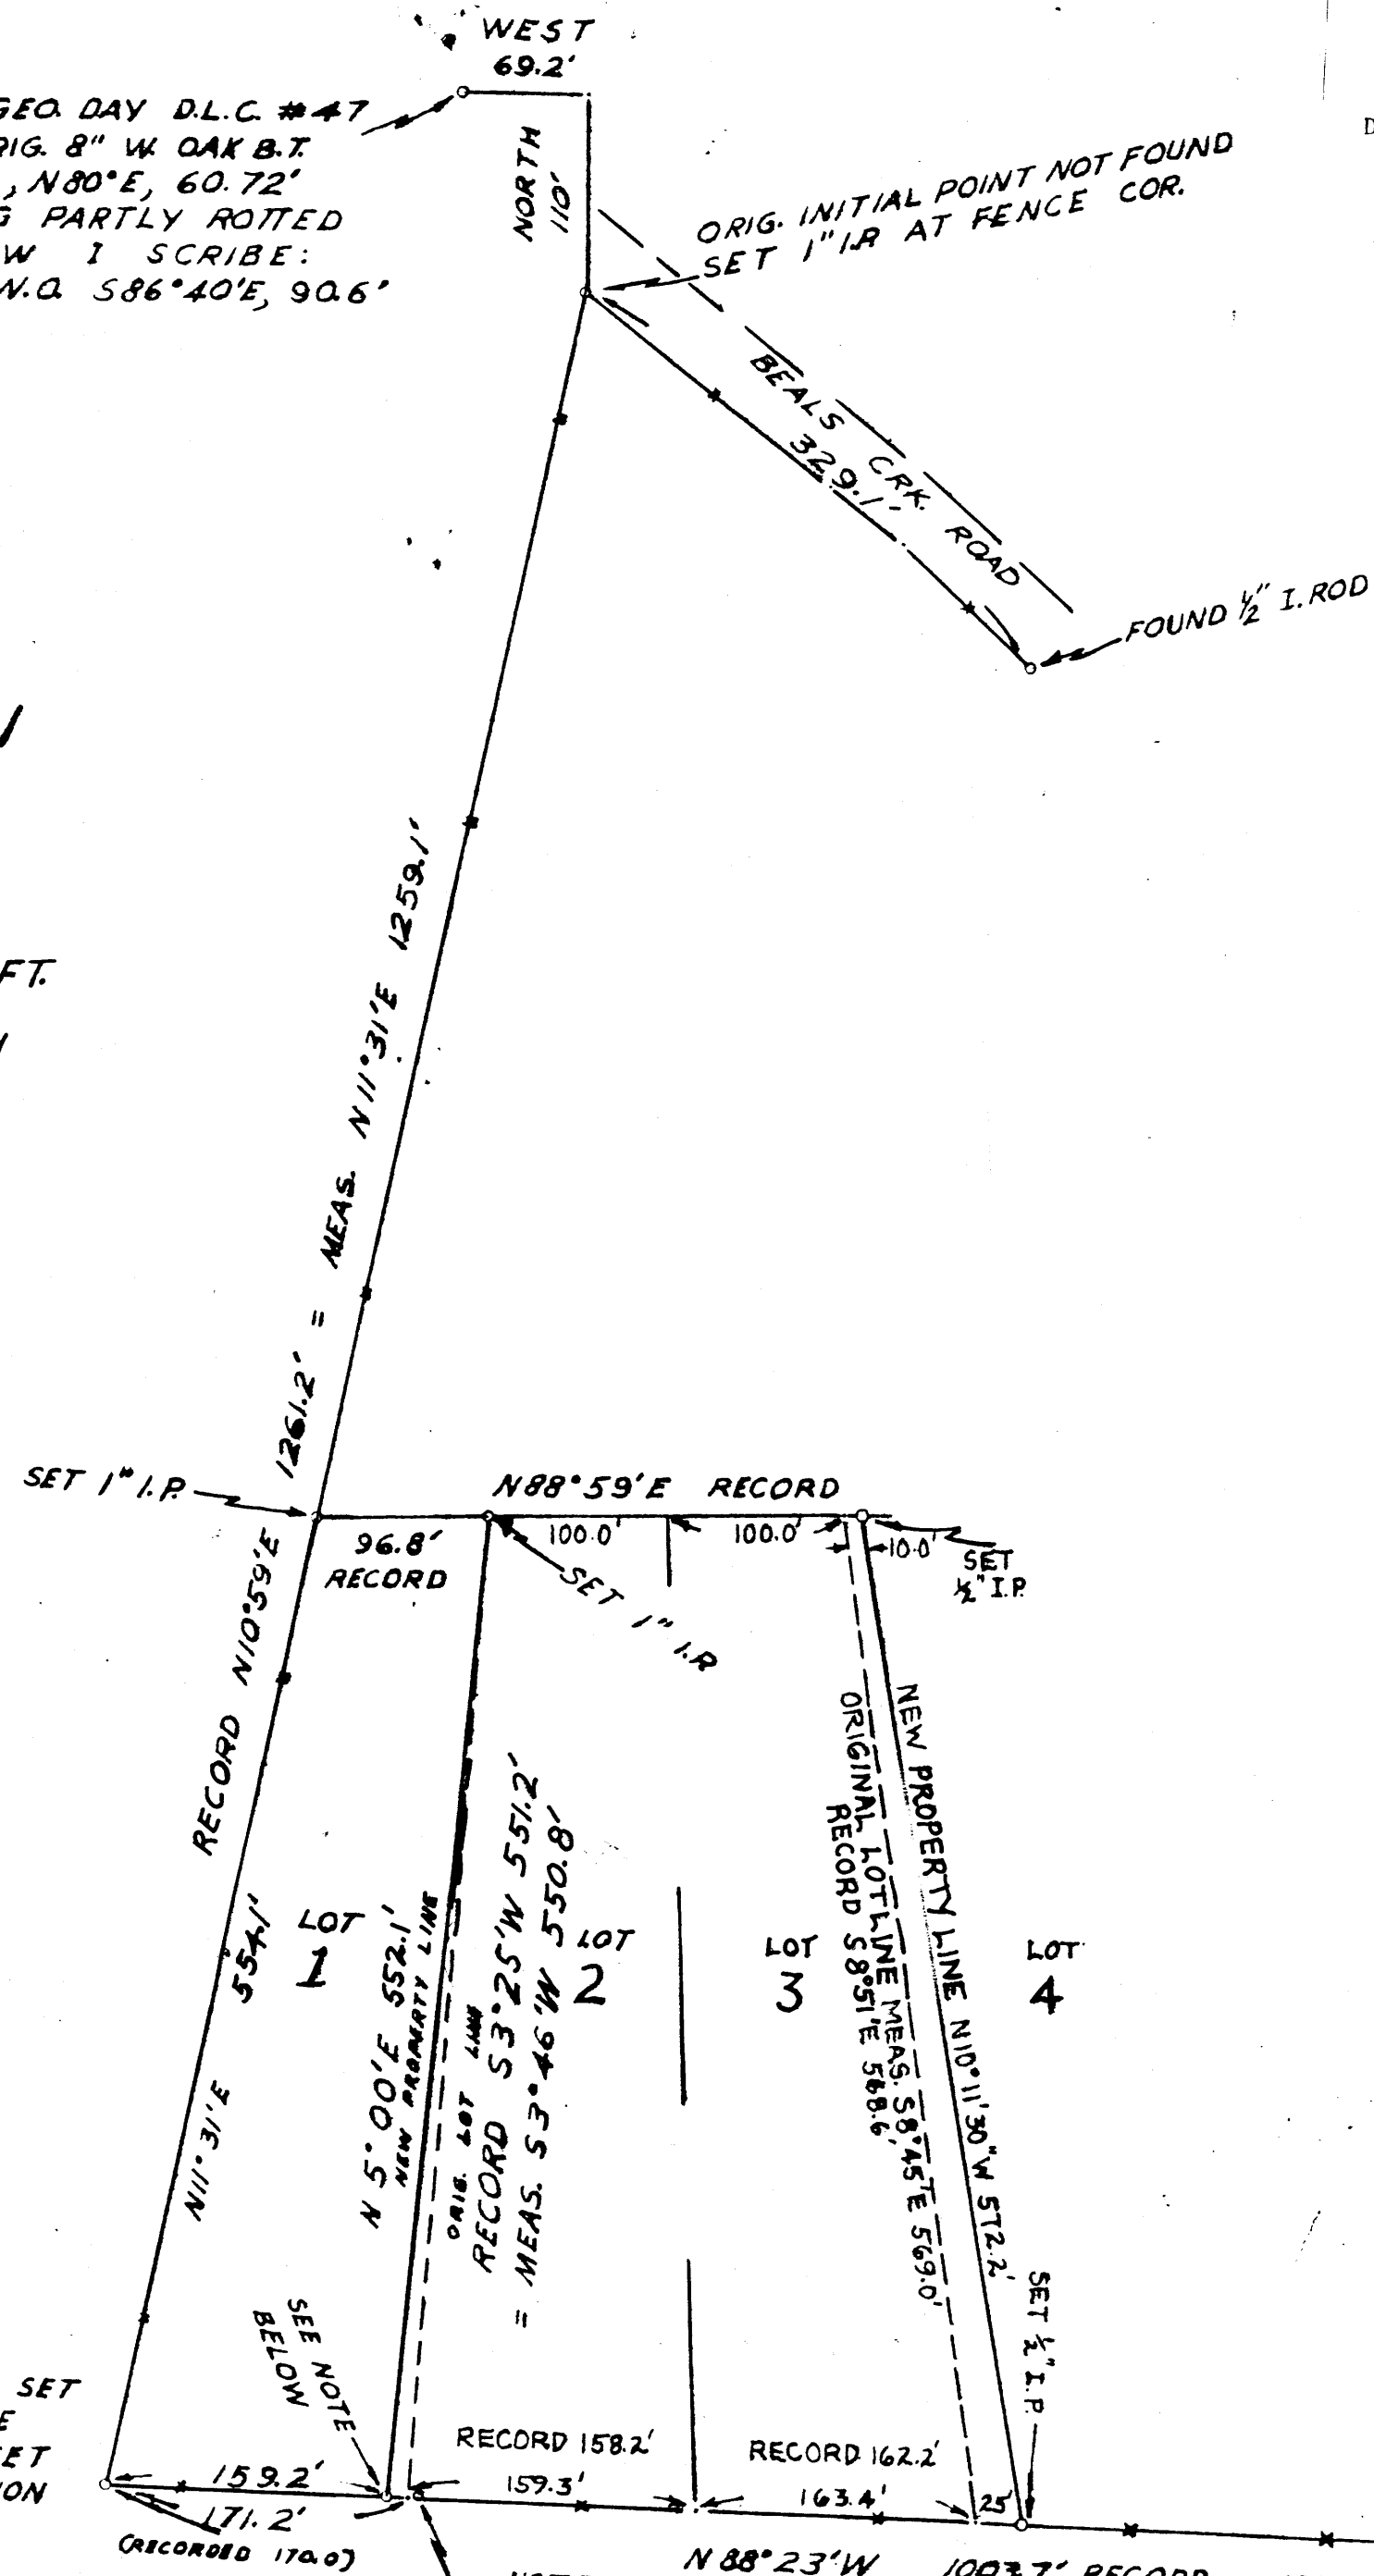 WEST
69.2'
GEO. DAY D.L.C. #47
RIG. 8" W. OAK B.T.
, N80°E, 60.72'
G PARTLY ROTTED
W I SCRIBE:
W.O. S86°40'E, 90.6'
NORTH
110'
D
ORIG. INITIAL POINT NOT FOUND
SET 1" I.P. AT FENCE COR.
BEALS CRK. ROAD
329.1'
FOUND ½" I. ROD
FT.
RECORD N10°59'E 1261.2' = MEAS. N11°31'E 1259.1'
SET 1" I.P.
N88°59'E RECORD
96.8'
RECORD
100.0'
100.0'
10.0'
SET
½" I.P.
SET 1" I.P.
N11°31'E 554.1'
LOT
1
N 5°00'E 552.1'
NEW PROPERTY LINE
ORIG. LOT LINE
RECORD S3°25'W 551.2'
= MEAS. S3°46'W 550.8'
LOT
2
LOT
3
ORIGINAL LOT LINE MEAS. S8°45'E 569.0'
RECORD S8°51'E 568.6'
NEW PROPERTY LINE N10°11'30"W 572.2'
LOT
4
SET ½" I.P.
SEE NOTE
BELOW
SET
E
ET
ION
159.2'
171.2'
(RECORDED 170.0)
RECORD 158.2'
159.3'
RECORD 162.2'
163.4'
25'
N 88°23'W 1003.7' RECORD